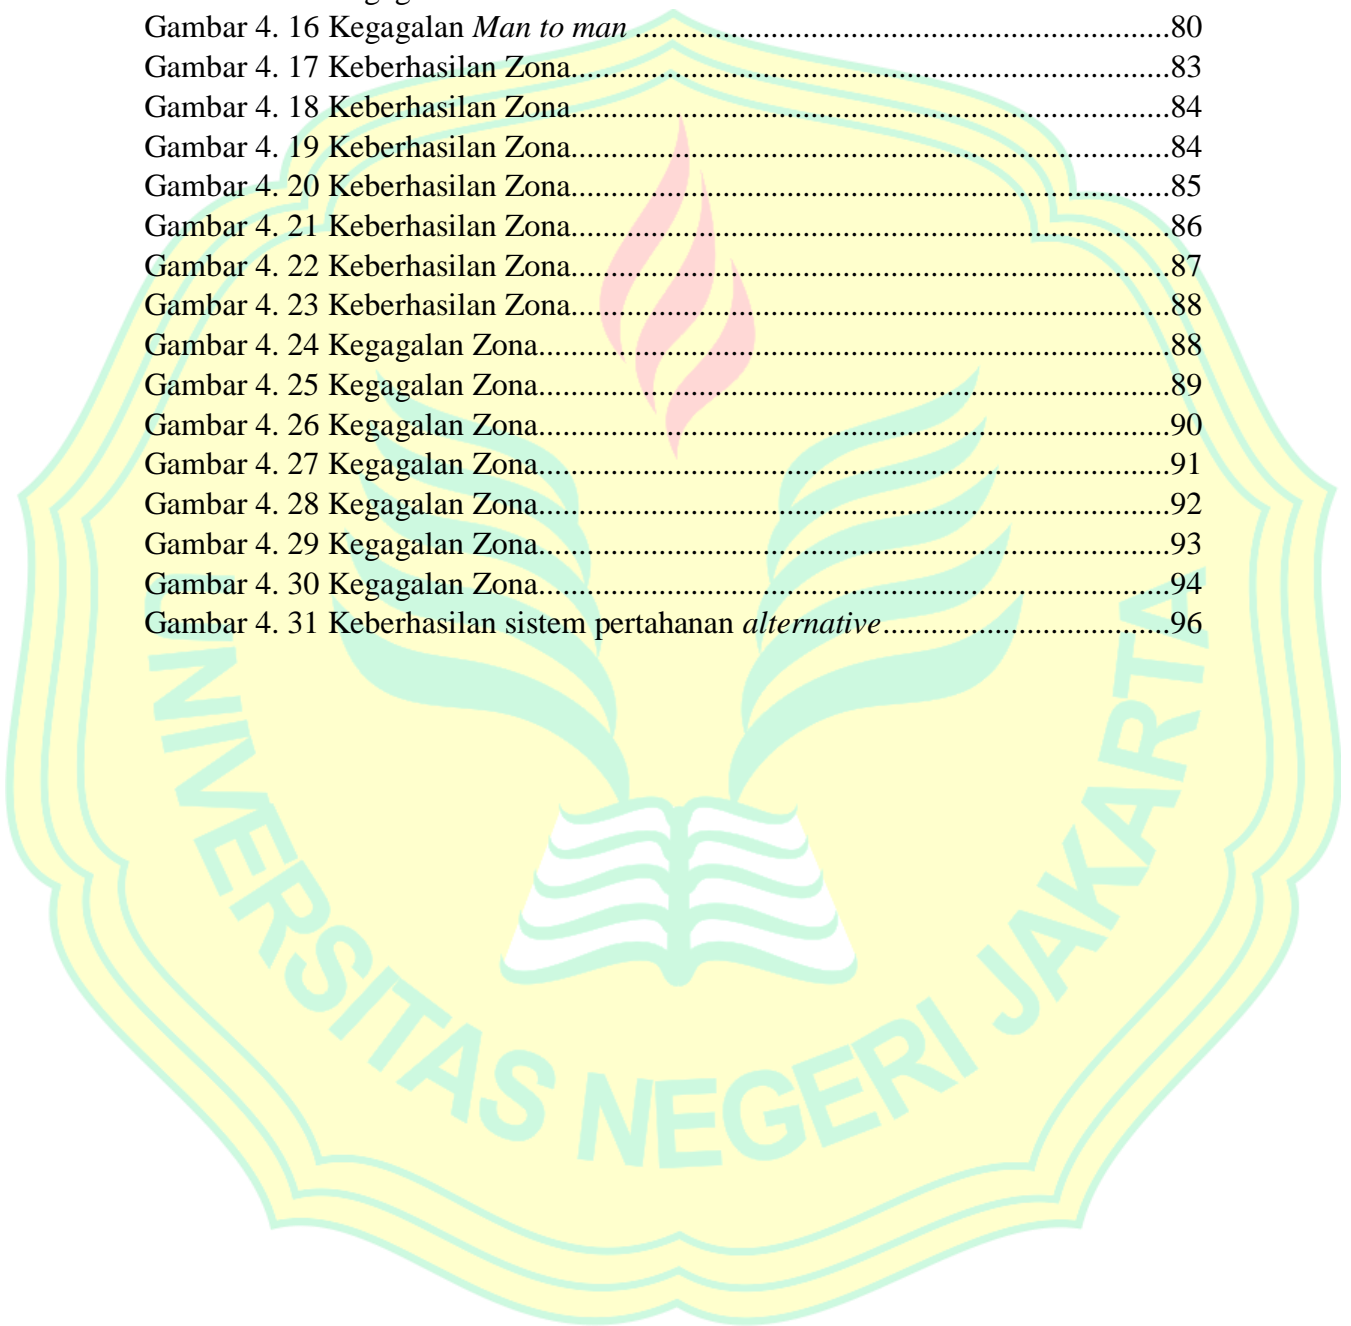 Gambar 4. 16 Kegagalan Man to man ........................................................80
Gambar 4. 17 Keberhasilan Zona................................................................83
Gambar 4. 18 Keberhasilan Zona................................................................84
Gambar 4. 19 Keberhasilan Zona................................................................84
Gambar 4. 20 Keberhasilan Zona................................................................85
Gambar 4. 21 Keberhasilan Zona................................................................86
Gambar 4. 22 Keberhasilan Zona................................................................87
Gambar 4. 23 Keberhasilan Zona................................................................88
Gambar 4. 24 Kegagalan Zona....................................................................88
Gambar 4. 25 Kegagalan Zona....................................................................89
Gambar 4. 26 Kegagalan Zona....................................................................90
Gambar 4. 27 Kegagalan Zona....................................................................91
Gambar 4. 28 Kegagalan Zona....................................................................92
Gambar 4. 29 Kegagalan Zona....................................................................93
Gambar 4. 30 Kegagalan Zona....................................................................94
Gambar 4. 31 Keberhasilan sistem pertahanan alternative..............................96
UNIVERSITAS NEGERI JAKARTA